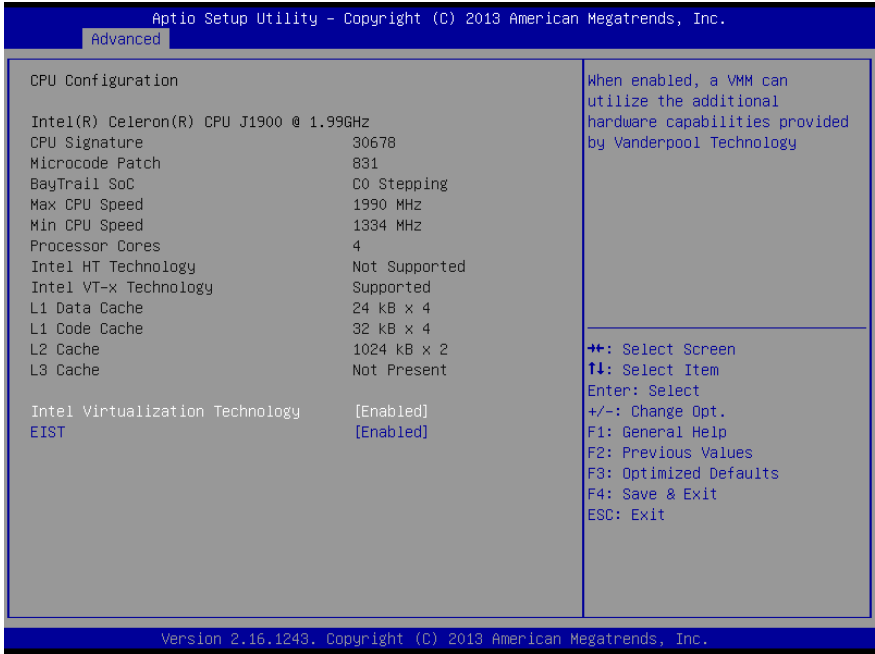 Aptio Setup Utility – Copyright (C) 2013 American Megatrends, Inc.
Advanced
CPU Configuration
Intel(R) Celeron(R) CPU J1900 @ 1.99GHz
CPU Signature 30678
Microcode Patch 831
BayTrail SoC C0 Stepping
Max CPU Speed 1990 MHz
Min CPU Speed 1334 MHz
Processor Cores 4
Intel HT Technology Not Supported
Intel VT-x Technology Supported
L1 Data Cache 24 kB x 4
L1 Code Cache 32 kB x 4
L2 Cache 1024 kB x 2
L3 Cache Not Present
Intel Virtualization Technology [Enabled]
EIST [Enabled]
When enabled, a VMM can
utilize the additional
hardware capabilities provided
by Vanderpool Technology
→←: Select Screen
↑↓: Select Item
Enter: Select
+/-: Change Opt.
F1: General Help
F2: Previous Values
F3: Optimized Defaults
F4: Save & Exit
ESC: Exit
Version 2.16.1243. Copyright (C) 2013 American Megatrends, Inc.